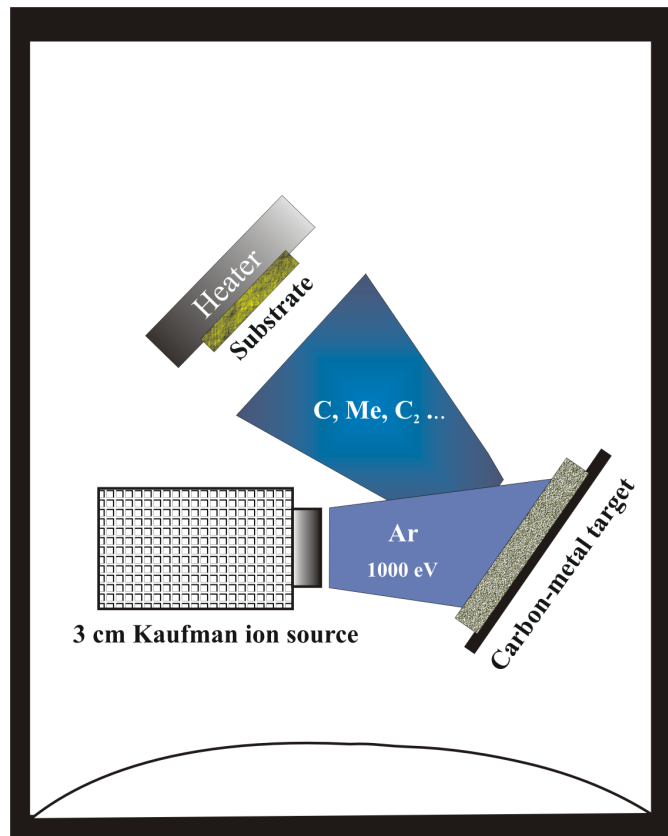 Heater
Substrate
C, Me, C₂ ...
Ar
1000 eV
3 cm Kaufman ion source
Carbon-metal target